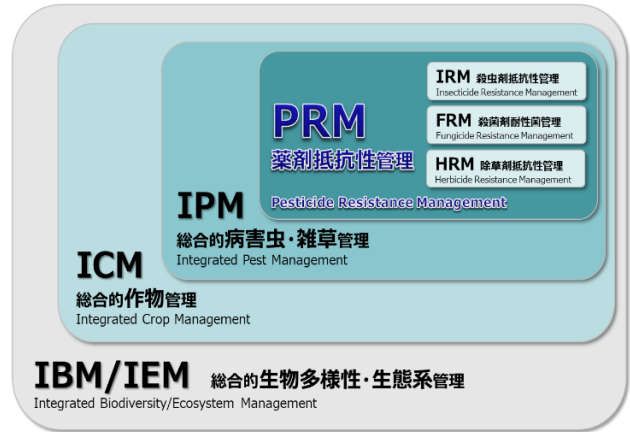 IRM 殺虫剤抵抗性管理
Insecticide Resistance Management
FRM 殺菌剤耐性菌管理
Fungicide Resistance Management
HRM 除草剤抵抗性管理
Herbicide Resistance Management
PRM
薬剤抵抗性管理
Pesticide Resistance Management
IPM
総合的病害虫・雑草管理
Integrated Pest Management
ICM
総合的作物管理
Integrated Crop Management
IBM/IEM 総合的生物多様性・生態系管理
Integrated Biodiversity/Ecosystem Management